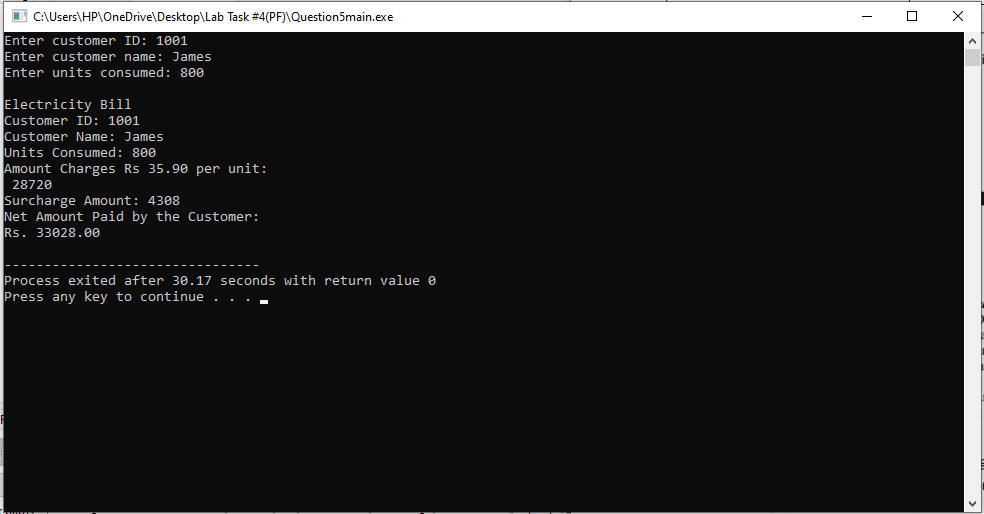 C:\Users\HP\OneDrive\Desktop\Lab Task #4(PF)\Question5main.exe
Enter customer ID: 1001
Enter customer name: James
Enter units consumed: 800
Electricity Bill
Customer ID: 1001
Customer Name: James
Units Consumed: 800
Amount Charges Rs 35.90 per unit:
28720
Surcharge Amount: 4308
Net Amount Paid by the Customer:
Rs. 33028.00
--------------------------------
Process exited after 30.17 seconds with return value 0
Press any key to continue . . .